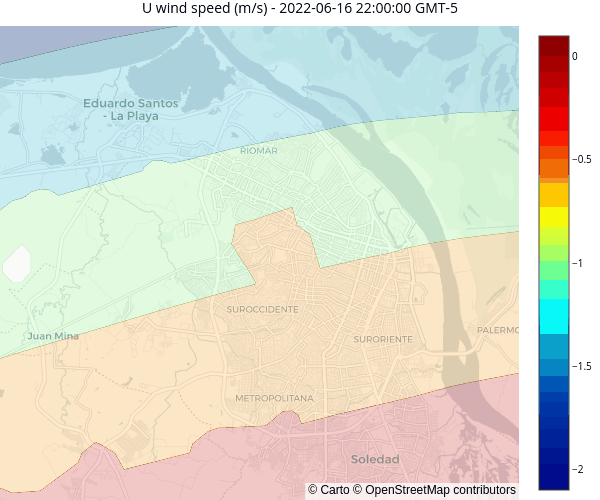 U wind speed (m/s) - 2022-06-16 22:00:00 GMT-5
0
Eduardo Santos
- La Playa
RIOMAR
−0.5
−1
SUROCCIDENTE
Juan Mina
SURORIENTE
PALERMO
−1.5
METROPOLITANA
Soledad
−2
© Carto © OpenStreetMap contributors